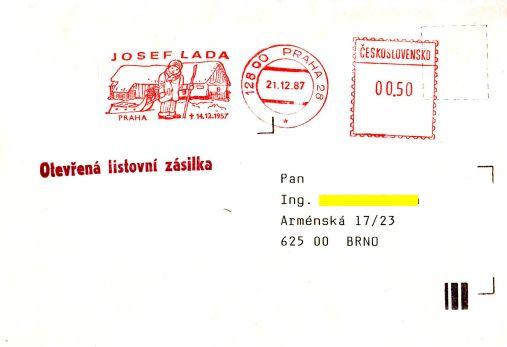 JOSEF LADA
PRAHA † 14.12.1957
128 00 PRAHA 28
21.12.87
ČESKOSLOVENSKO
00,50
Otevřená listovní zásilka
Pan
Ing.
Arménská 17/23
625 00 BRNO